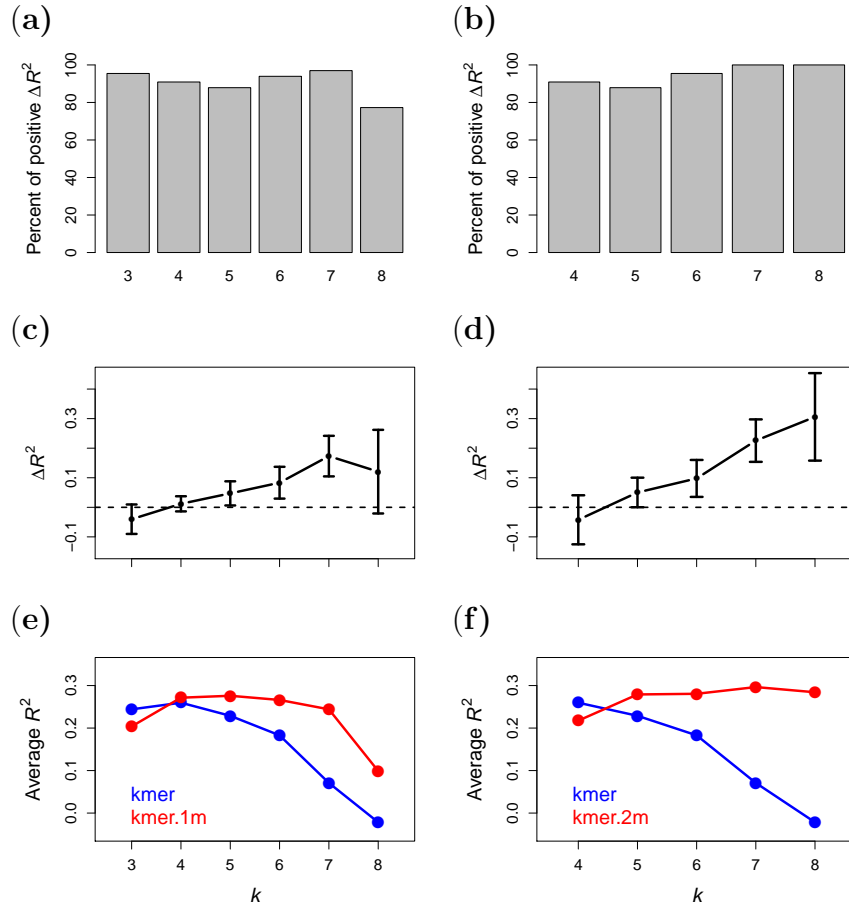 (a)
Percent of positive ΔR²
0 20 40 60 80 100
3 4 5 6 7 8
(b)
Percent of positive ΔR²
0 20 40 60 80 100
4 5 6 7 8
(c)
ΔR²
−0.1 0.1 0.3
(d)
ΔR²
−0.1 0.1 0.3
(e)
Average R²
0.0 0.1 0.2 0.3
kmer
kmer.1m
3 4 5 6 7 8
k
(f)
Average R²
0.0 0.1 0.2 0.3
kmer
kmer.2m
4 5 6 7 8
k